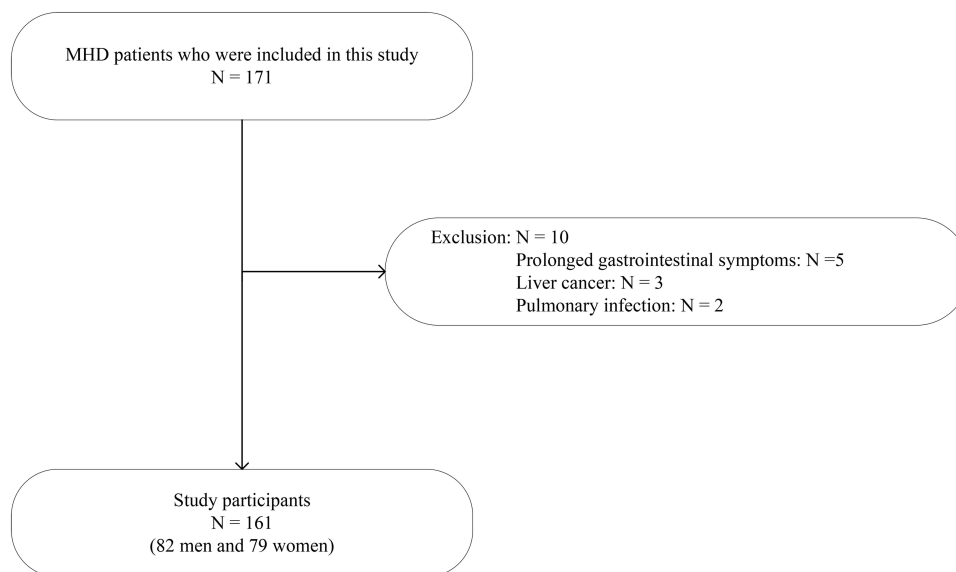 MHD patients who were included in this study
N = 171
Exclusion: N = 10
Prolonged gastrointestinal symptoms: N =5
Liver cancer: N = 3
Pulmonary infection: N = 2
Study participants
N = 161
(82 men and 79 women)